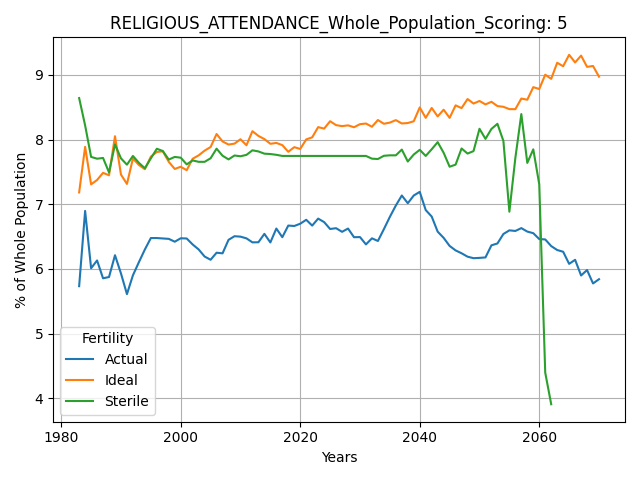 RELIGIOUS_ATTENDANCE_Whole_Population_Scoring: 5
% of Whole Population
9
8
7
6
5
4
Fertility
Actual
Ideal
Sterile
1980 2000 2020 2040 2060
Years